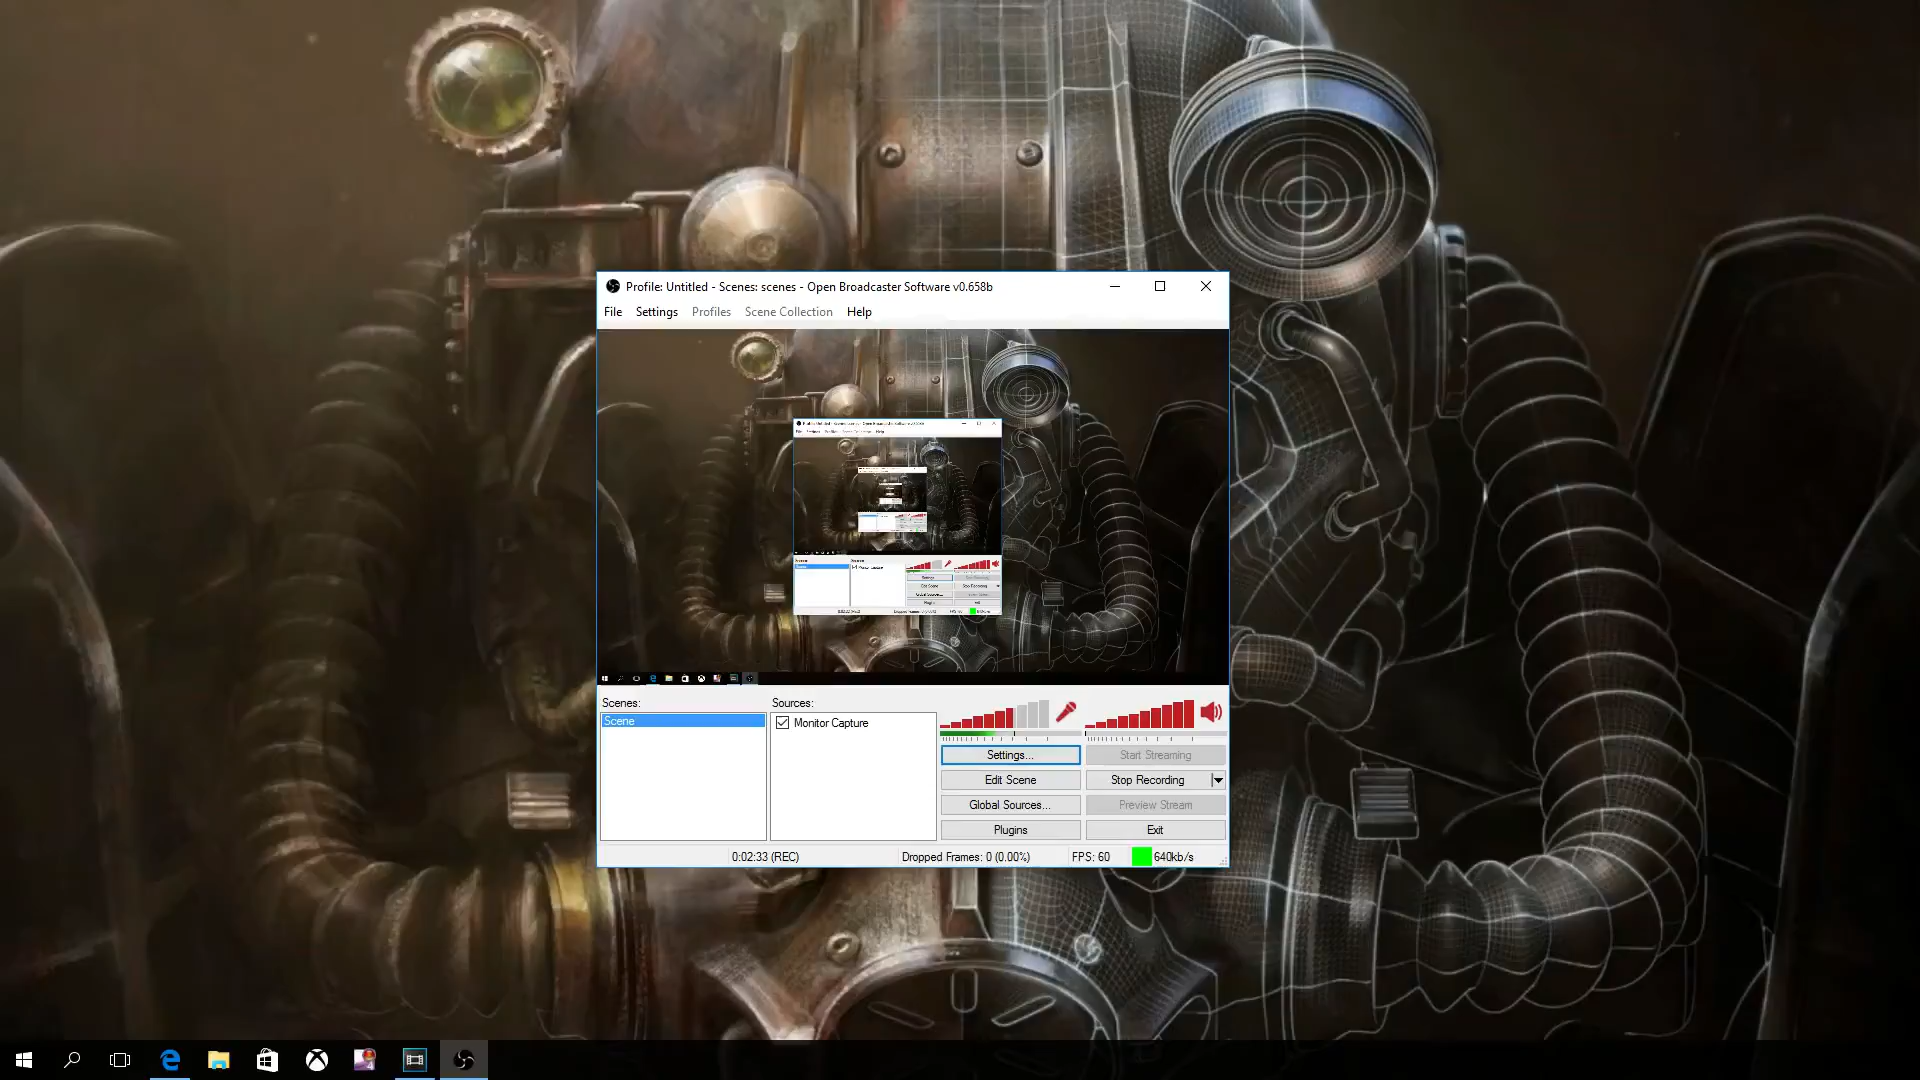 Profile: Untitled - Scenes: scenes - Open Broadcaster Software v0.658b
File Settings Profiles Scene Collection Help
Scenes: Sources:
Scene
Monitor Capture
Settings... Start Streaming
Edit Scene Stop Recording
Global Sources... Preview Stream
Plugins Exit
0:02:33 (REC) Dropped Frames: 0 (0.00%) FPS: 60 640kb/s